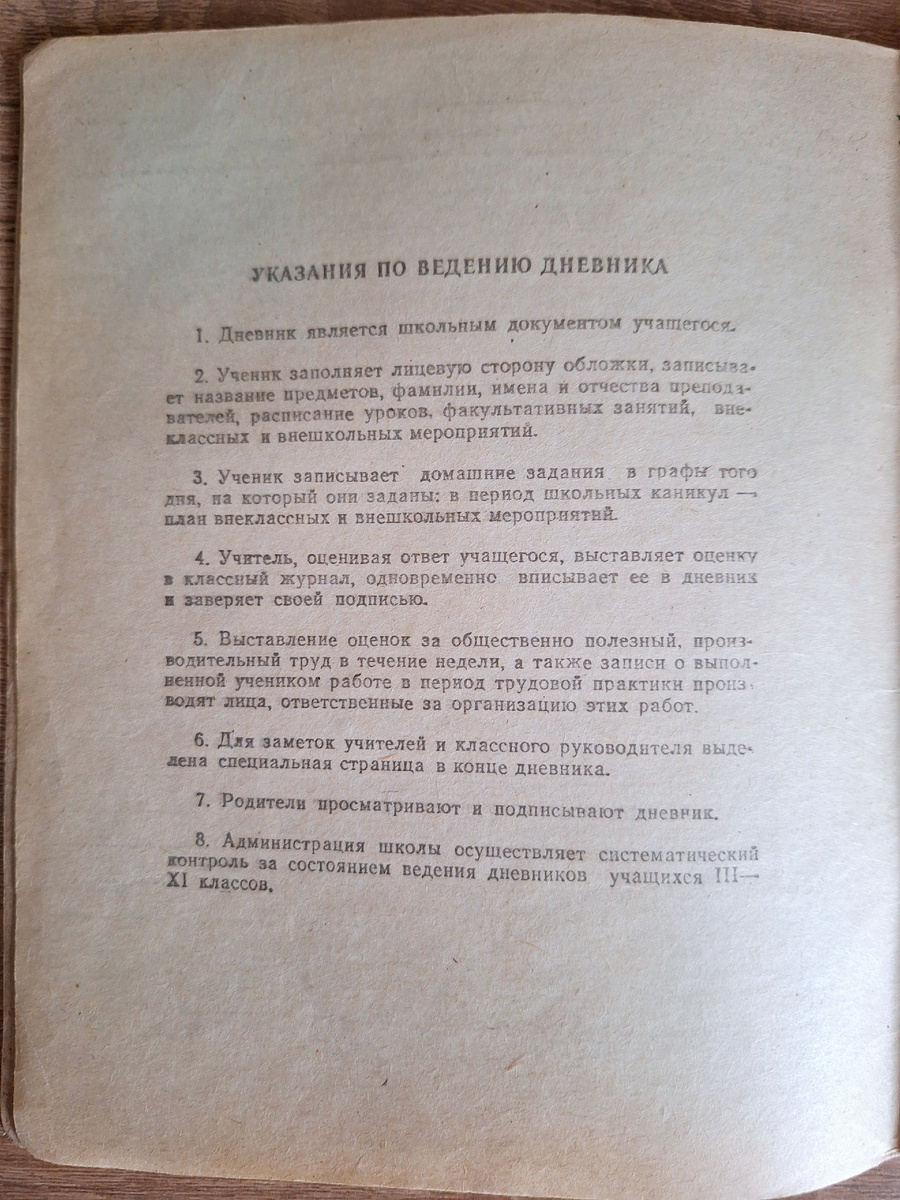 УКАЗАНИЯ ПО ВЕДЕНИЮ ДНЕВНИКА
1. Дневник является школьным документом учащегося.
2. Ученик заполняет лицевую сторону обложки, записыва-
ет название предметов, фамилии, имена и отчества препода-
вателей, расписание уроков, факультативных занятий, вне-
классных и внешкольных мероприятий.
3. Ученик записывает домашние задания в графы того
дня, на который они заданы: в период школьных каникул —
план внеклассных и внешкольных мероприятий.
4. Учитель, оценивая ответ учащегося, выставляет оценку
в классный журнал, одновременно вписывает ее в дневник
и заверяет своей подписью.
5. Выставление оценок за общественно полезный, произ-
водительный труд в течение недели, а также записи о выпол-
ненной учеником работе в период трудовой практики произ-
водят лица, ответственные за организацию этих работ.
6. Для заметок учителей и классного руководителя выде-
лена специальная страница в конце дневника.
7. Родители просматривают и подписывают дневник.
8. Администрация школы осуществляет систематический
контроль за состоянием ведения дневников учащихся III—
XI классов.